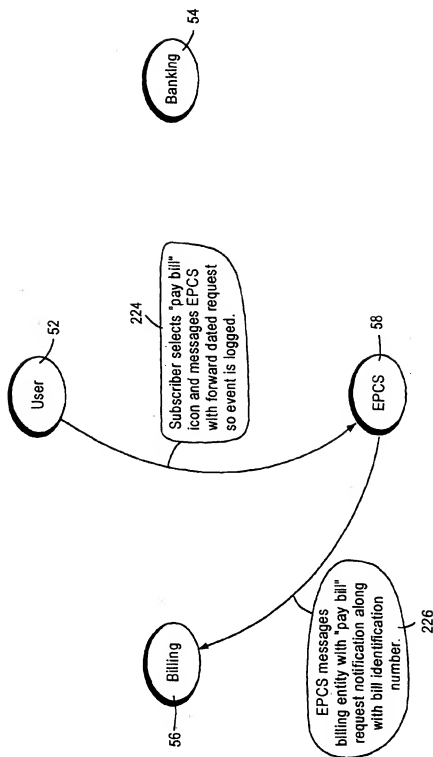 54
Banking
52
User
224
Subscriber selects "pay bill"
icon and messages EPCS
with forward dated request
so event is logged.
58
EPCS
Billing
56
EPCS messages
billing entity with "pay bill"
request notification along
with bill identification
number.
226